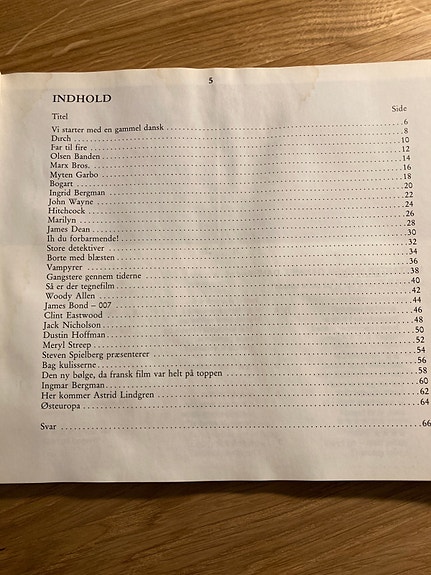 5
INDHOLD
Titel Side
Vi starter med en gammel dansk 6
Dirch 8
Far til fire 10
Olsen Banden 12
Marx Bros. 14
Myten Garbo 16
Bogart 18
Ingrid Bergman 20
John Wayne 22
Hitchcock 24
Marilyn 26
James Dean 28
Ih du forbarmende! 30
Store detektiver 32
Borte med blæsten 34
Vampyrer 36
Gangstere gennem tiderne 38
Så er der tegnefilm 40
Woody Allen 42
James Bond – 007 44
Clint Eastwood 46
Jack Nicholson 48
Dustin Hoffman 50
Meryl Streep 52
Steven Spielberg præsenterer 54
Bag kulisserne 56
Den ny bølge, da fransk film var helt på toppen 58
Ingmar Bergman 60
Her kommer Astrid Lindgren 62
Østeuropa 64
Svar 66